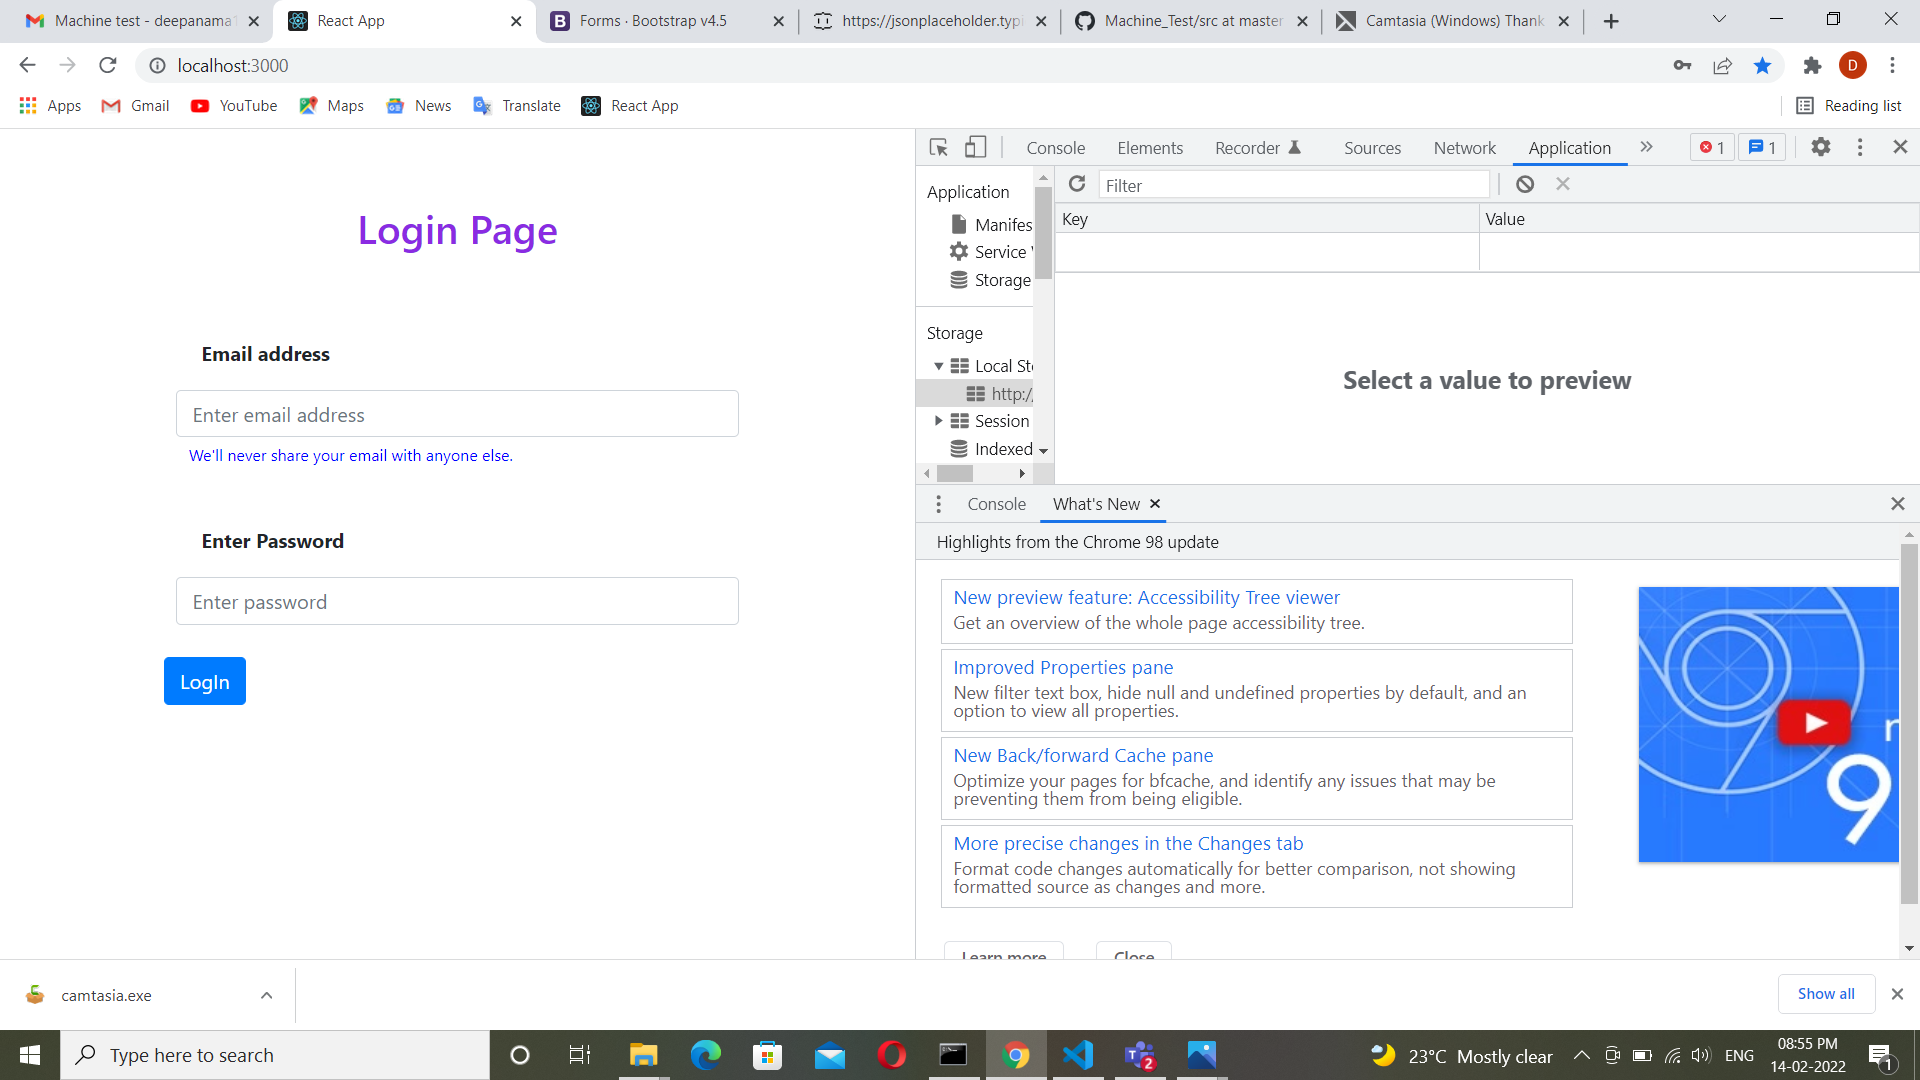 Machine test - deepanama
React App
Forms · Bootstrap v4.5
https://jsonplaceholder.typi
Machine_Test/src at master
Camtasia (Windows) Thank
localhost:3000
D
Apps
Gmail
YouTube
Maps
News
Translate
React App
Reading list
Login Page
Email address
Enter email address
We'll never share your email with anyone else.
Enter Password
Enter password
LogIn
Console
Elements
Recorder
Sources
Network
Application
1
1
Application
Manifes
Service
Storage
Storage
Local Sto
http:/
Session
Indexed
Filter
Key
Value
Select a value to preview
Console
What's New
Highlights from the Chrome 98 update
New preview feature: Accessibility Tree viewer
Get an overview of the whole page accessibility tree.
Improved Properties pane
New filter text box, hide null and undefined properties by default, and an
option to view all properties.
New Back/forward Cache pane
Optimize your pages for bfcache, and identify any issues that may be
preventing them from being eligible.
More precise changes in the Changes tab
Format code changes automatically for better comparison, not showing
formatted source as changes and more.
Learn more
Close
9
camtasia.exe
Show all
Type here to search
2
23°C Mostly clear
ENG
08:55 PM
14-02-2022
1